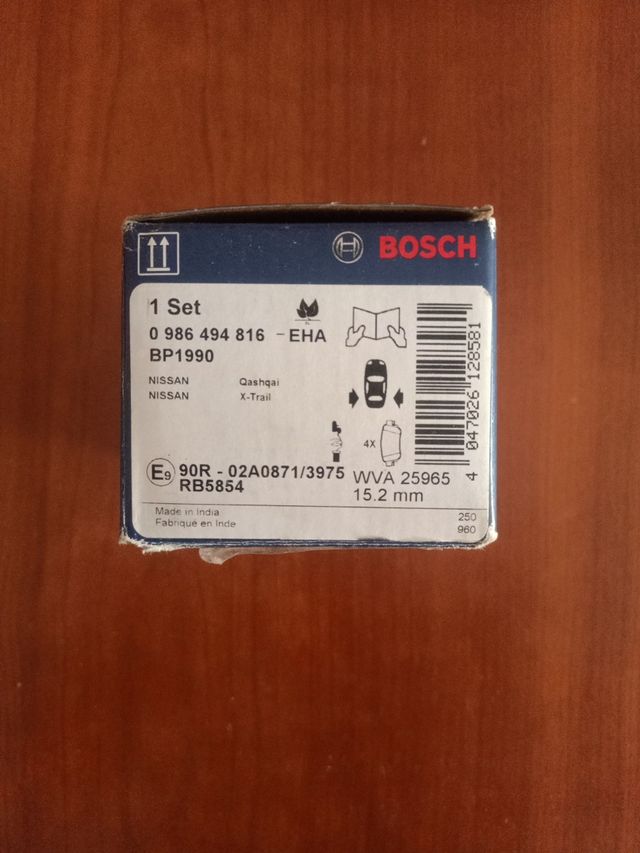 BOSCH
1 Set
0 986 494 816 - EHA
BP1990
NISSAN Qashqai
NISSAN X-Trail
4X
E9 90R - 02A0871/3975
RB5854
WVA 25965
15.2 mm
Made in India
Fabriqué en Inde
250
960
4 047026 128581